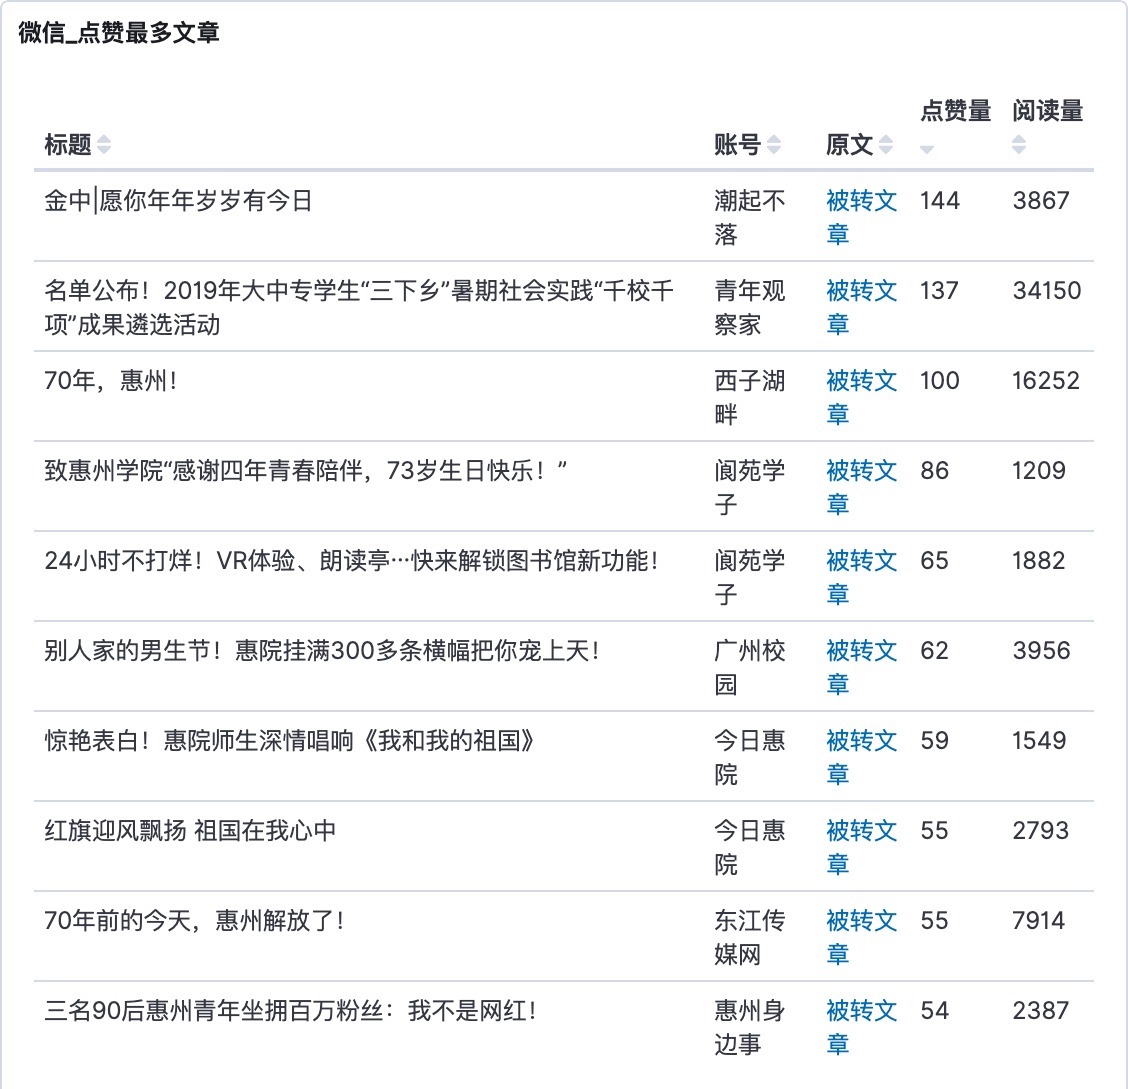 微信_点赞最多文章
点赞量 阅读量
标题 账号 原文
金中|愿你年年岁岁有今日 潮起不 被转文 144 3867
落 章
名单公布！2019年大中专学生“三下乡”暑期社会实践“千校千 青年观 被转文 137 34150
项”成果遴选活动 察家 章
70年，惠州！ 西子湖 被转文 100 16252
畔 章
致惠州学院“感谢四年青春陪伴，73岁生日快乐！” 阆苑学 被转文 86 1209
子 章
24小时不打烊！VR体验、朗读亭…快来解锁图书馆新功能！ 阆苑学 被转文 65 1882
子 章
别人家的男生节！惠院挂满300多条横幅把你宠上天！ 广州校 被转文 62 3956
园 章
惊艳表白！惠院师生深情唱响《我和我的祖国》 今日惠 被转文 59 1549
院 章
红旗迎风飘扬 祖国在我心中 今日惠 被转文 55 2793
院 章
70年前的今天，惠州解放了！ 东江传 被转文 55 7914
媒网 章
三名90后惠州青年坐拥百万粉丝：我不是网红！ 惠州身 被转文 54 2387
边事 章